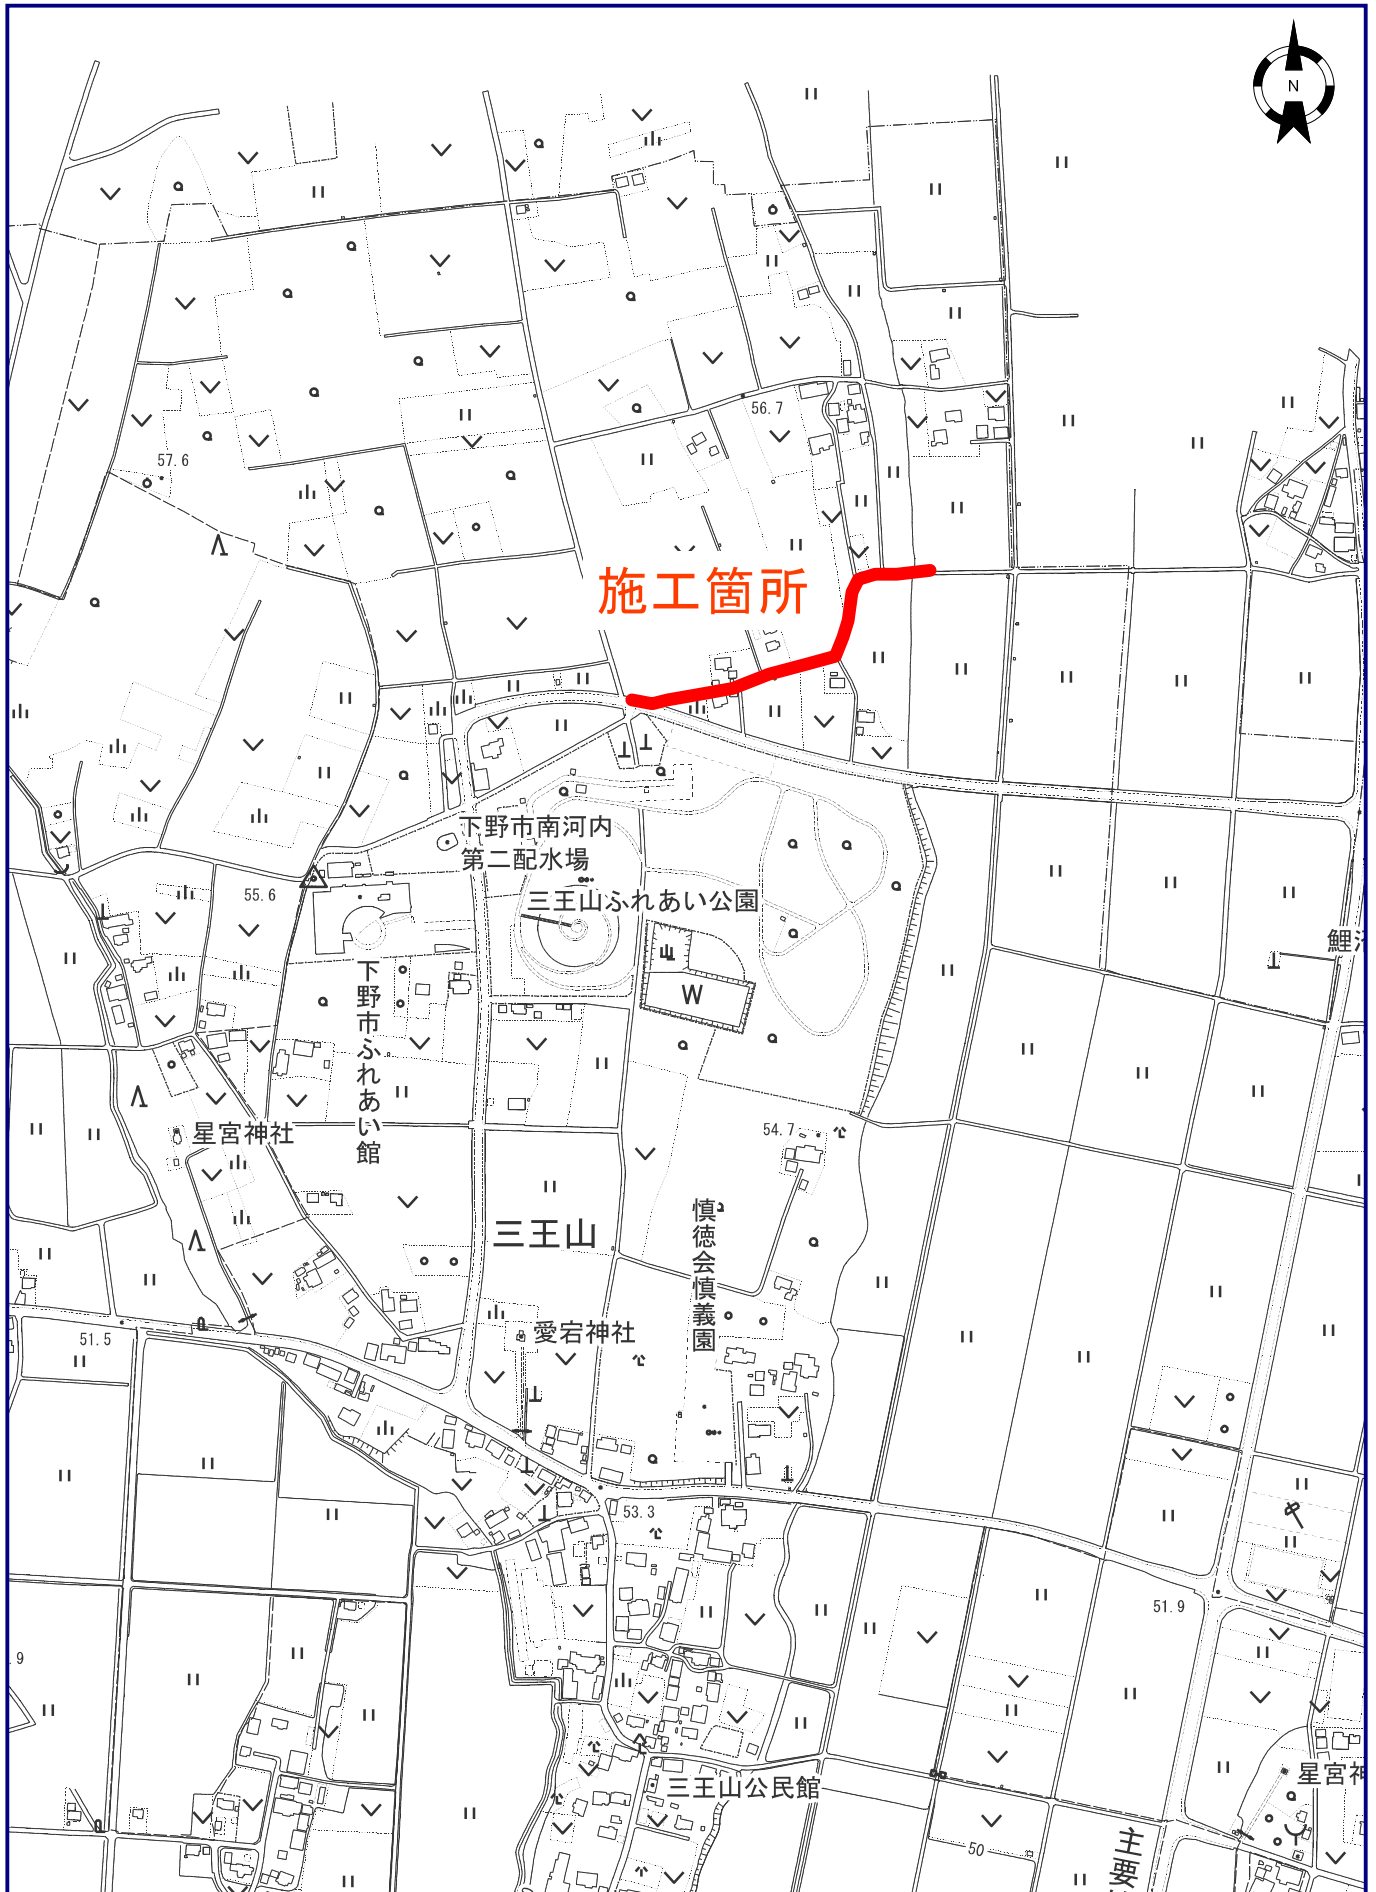 N
56.7
57.6
施工箇所
下野市南河内
第二配水場
55.6
三王山ふれあい公園
鯉
下野市ふれあい館
W
星宮神社
54.7
三王山
慎徳会慎義園
51.5
愛宕神社
53.3
51.9
.9
三王山公民館
星宮神
主要
50